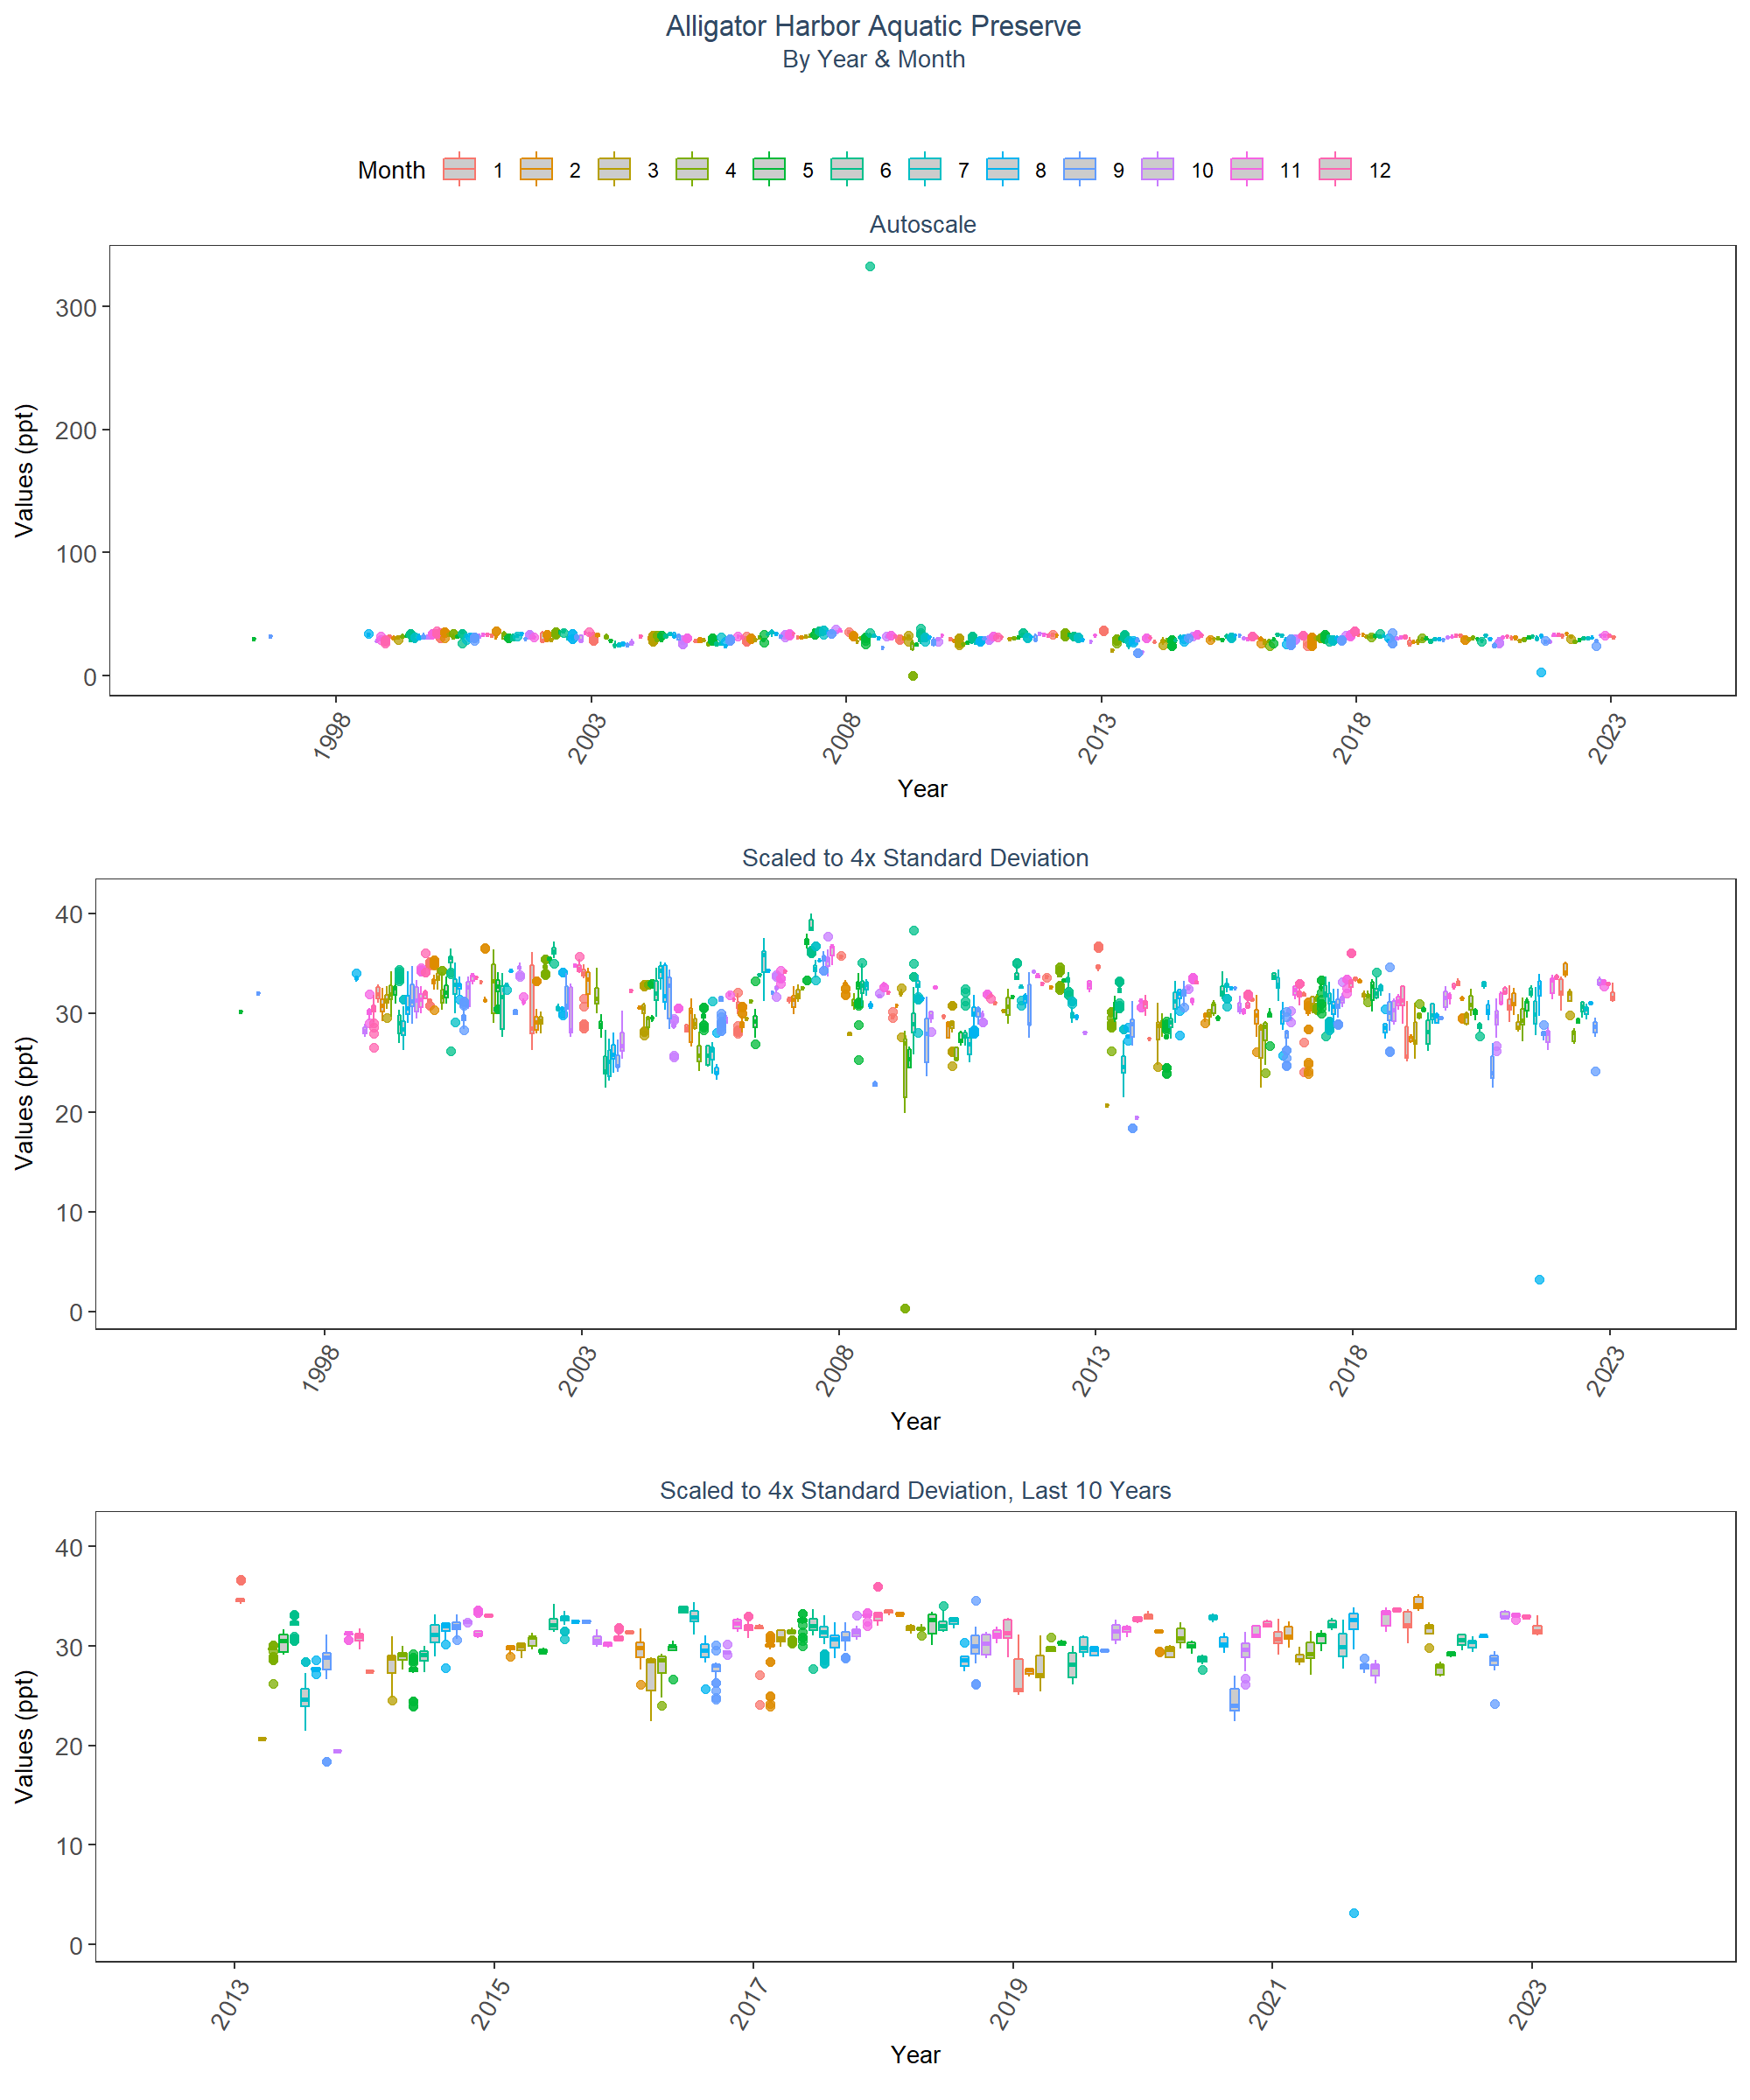 Alligator Harbor Aquatic Preserve
By Year & Month
Month 1 2 3 4 5 6 7 8 9 10 11 12
Autoscale
300
200
100
0
Values (ppt)
1998 2003 2008 2013 2018 2023
Year
Scaled to 4x Standard Deviation
40
30
20
10
0
Values (ppt)
1998 2003 2008 2013 2018 2023
Year
Scaled to 4x Standard Deviation, Last 10 Years
40
30
20
10
0
Values (ppt)
2013 2015 2017 2019 2021 2023
Year